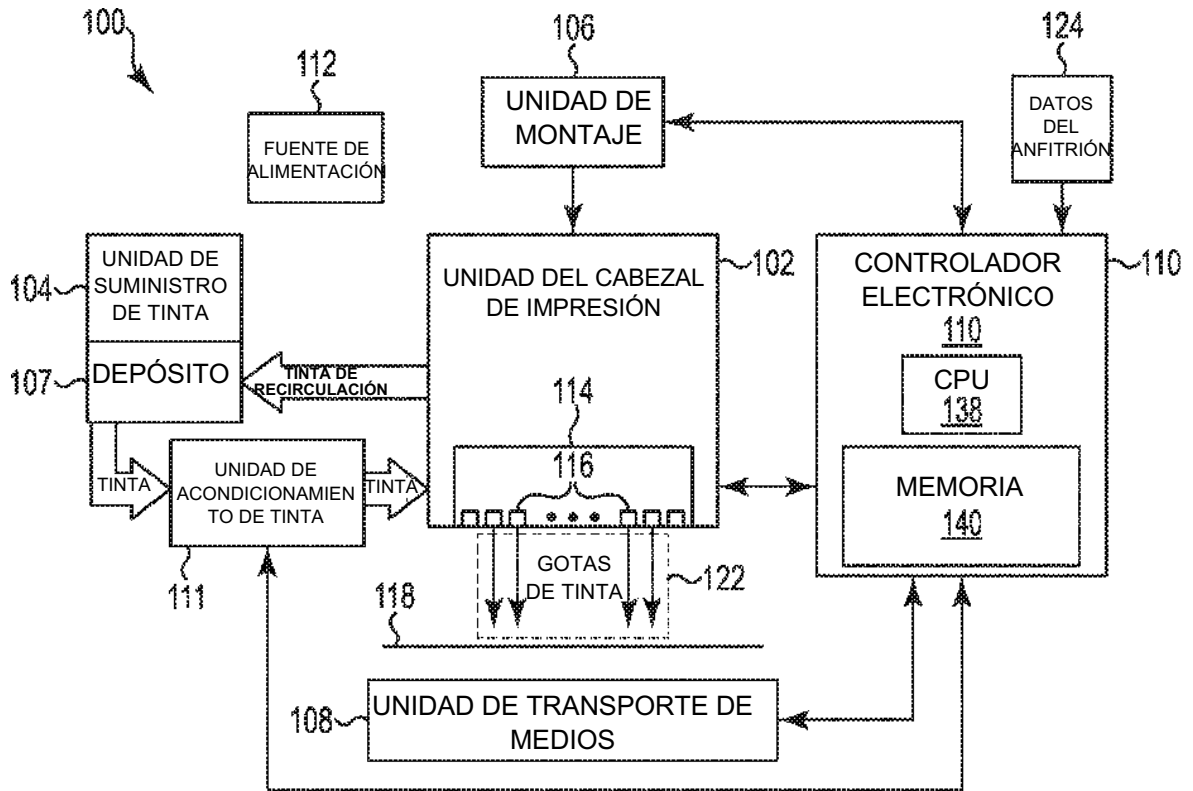 100
112
106
124
FUENTE DE
ALIMENTACIÓN
UNIDAD DE
MONTAJE
DATOS
DEL
ANFITRIÓN
104
UNIDAD DE
SUMINISTRO
DE TINTA
107
DEPÓSITO
TINTA DE
RECIRCULACIÓN
UNIDAD DEL CABEZAL
DE IMPRESIÓN
102
CONTROLADOR
ELECTRÓNICO
110
110
CPU
138
MEMORIA
140
114
116
TINTA
UNIDAD DE
ACONDICIONAMIEN
TO DE TINTA
TINTA
111
GOTAS
DE TINTA
122
118
108
UNIDAD DE TRANSPORTE DE
MEDIOS